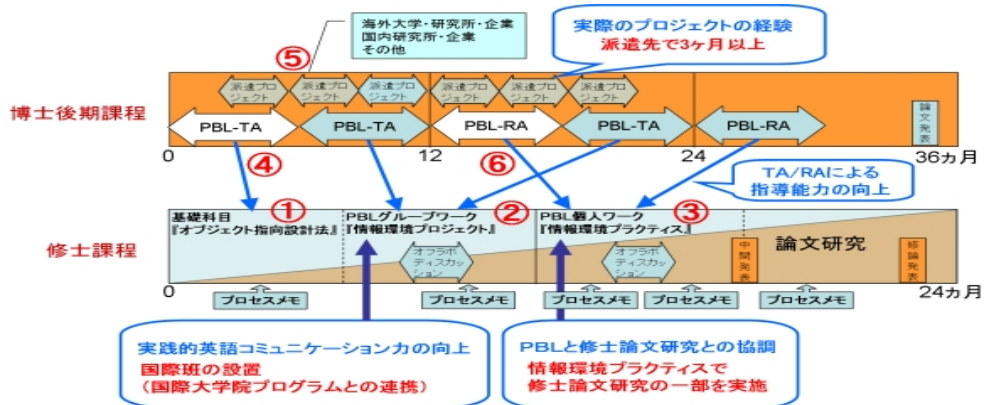 海外大学・研究所・企業
国内研究所・企業
その他
実際のプロジェクトの経験
派遣先で3ヶ月以上
⑤
派遣プロ
ジェクト
派遣プロ
ジェクト
派遣プロ
ジェクト
派遣プロ
ジェクト
派遣プロ
ジェクト
派遣プロ
ジェクト
博士後期課程
PBL-TA
PBL-TA
PBL-RA
PBL-TA
PBL-RA
論文発表
0
12
24
36カ月
④
⑥
TA/RAによる
指導能力の向上
基礎科目
『オブジェクト指向設計法』
①
PBLグループワーク
『情報環境プロジェクト』
②
PBL個人ワーク
『情報環境プラクティス』
③
修士課程
オフラボ
ディスカッ
ション
オフラボ
ディスカッ
ション
中間発表
論文研究
修論発表
0
24カ月
プロセスメモ
プロセスメモ
プロセスメモ
プロセスメモ
プロセスメモ
実践的英語コミュニケーション力の向上
国際班の設置
（国際大学院プログラムとの連携）
PBLと修士論文研究との協調
情報環境プラクティスで
修士論文研究の一部を実施